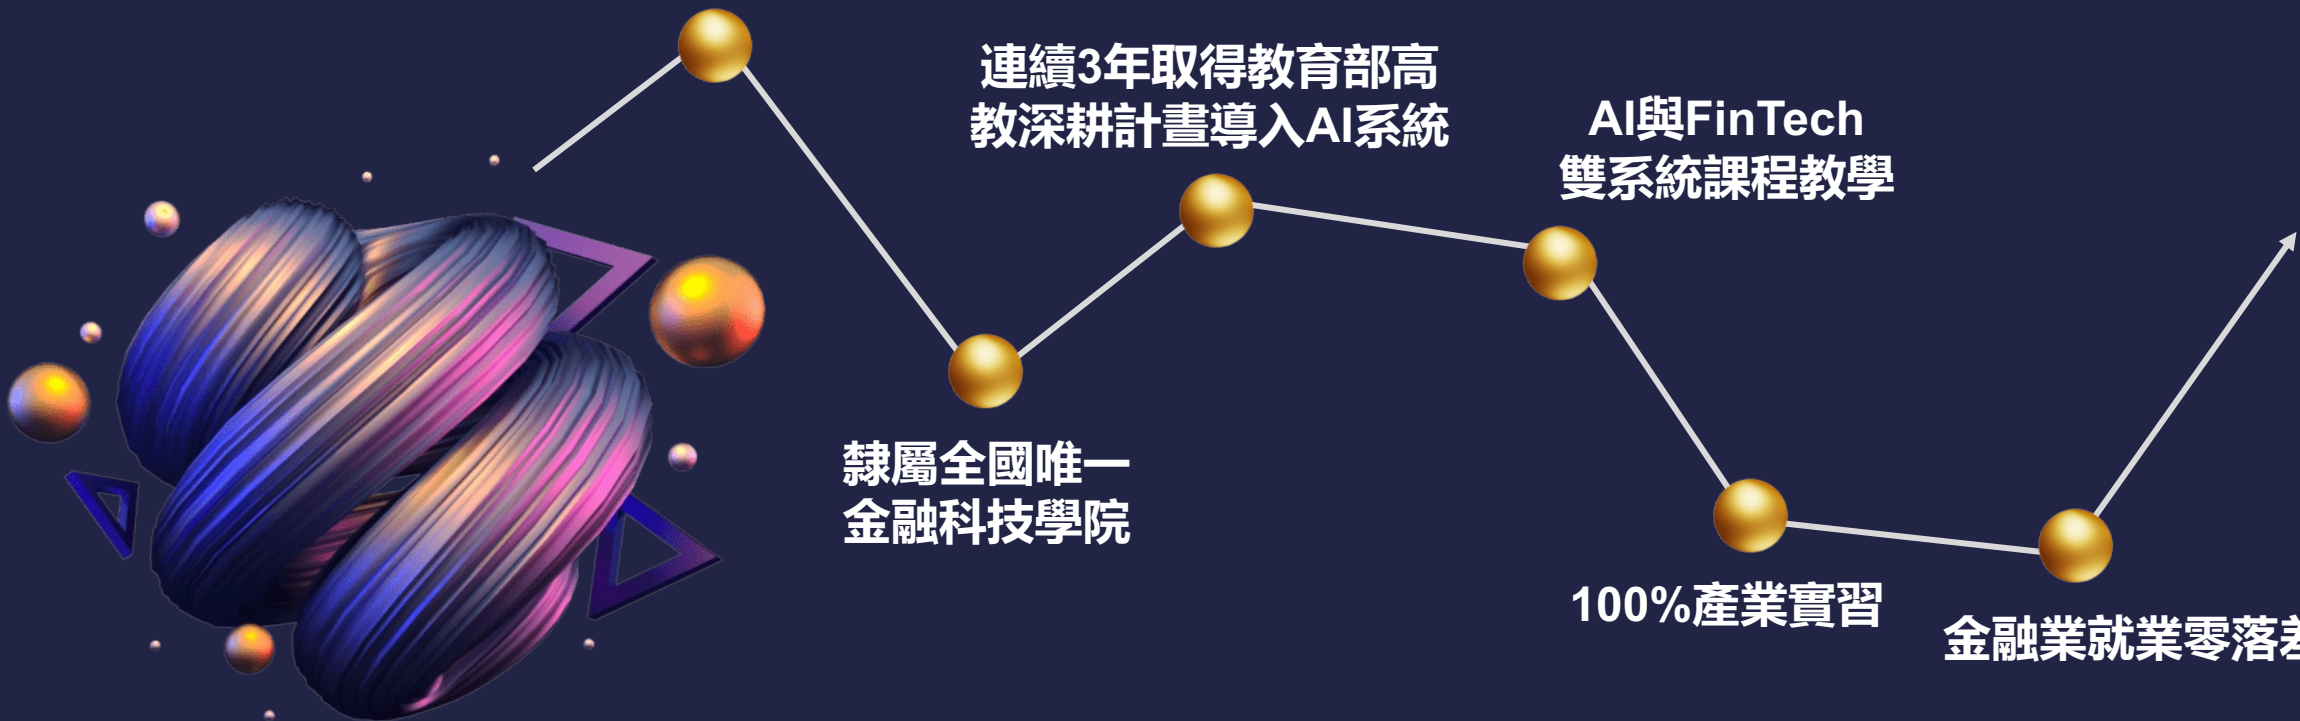 連續3年取得教育部高
教深耕計畫導入AI系統
AI與FinTech
雙系統課程教學
隸屬全國唯一
金融科技學院
100%產業實習
金融業就業零落差